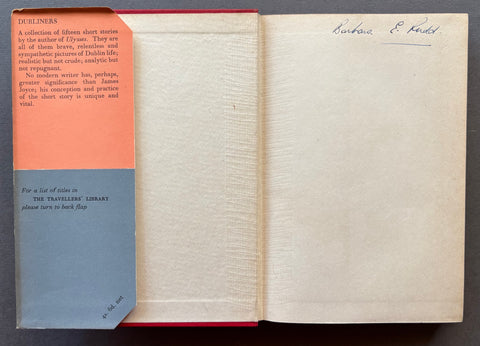 DUBLINERS
A collection of fifteen short stories
by the author of Ulysses. They are
all of them brave, relentless and
sympathetic pictures of Dublin life;
realistic but not crude; analytic but
not repugnant.
No modern writer has, perhaps,
greater significance than James
Joyce; his conception and practice
of the short story is unique and
vital.
For a list of titles in
THE TRAVELLERS' LIBRARY
please turn to back flap
4s. 6d. net
Barbara E. Rudd.